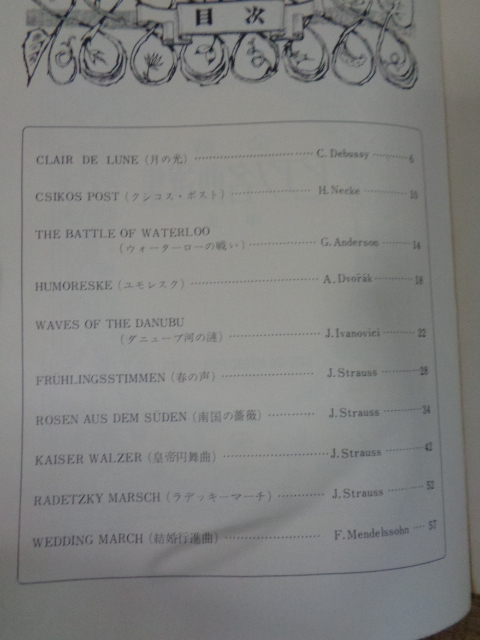 目次
CLAIR DE LUNE (月の光) C. Debussy 6
CSIKOS POST (クシコス・ポスト) H. Necke 10
THE BATTLE OF WATERLOO
(ウォーターローの戦い) G. Anderson 14
HUMORESKE (ユモレスク) A. Dvořák 18
WAVES OF THE DANUBU
(ダニューブ河の漣) J. Ivanovici 22
FRÜHLINGSSTIMMEN (春の声) J. Strauss 28
ROSEN AUS DEM SÜDEN (南国の薔薇) J. Strauss 34
KAISER WALZER (皇帝円舞曲) J. Strauss 42
RADETZKY MARSCH (ラデッキーマーチ) J. Strauss 52
WEDDING MARCH (結婚行進曲) F. Mendelssohn 57